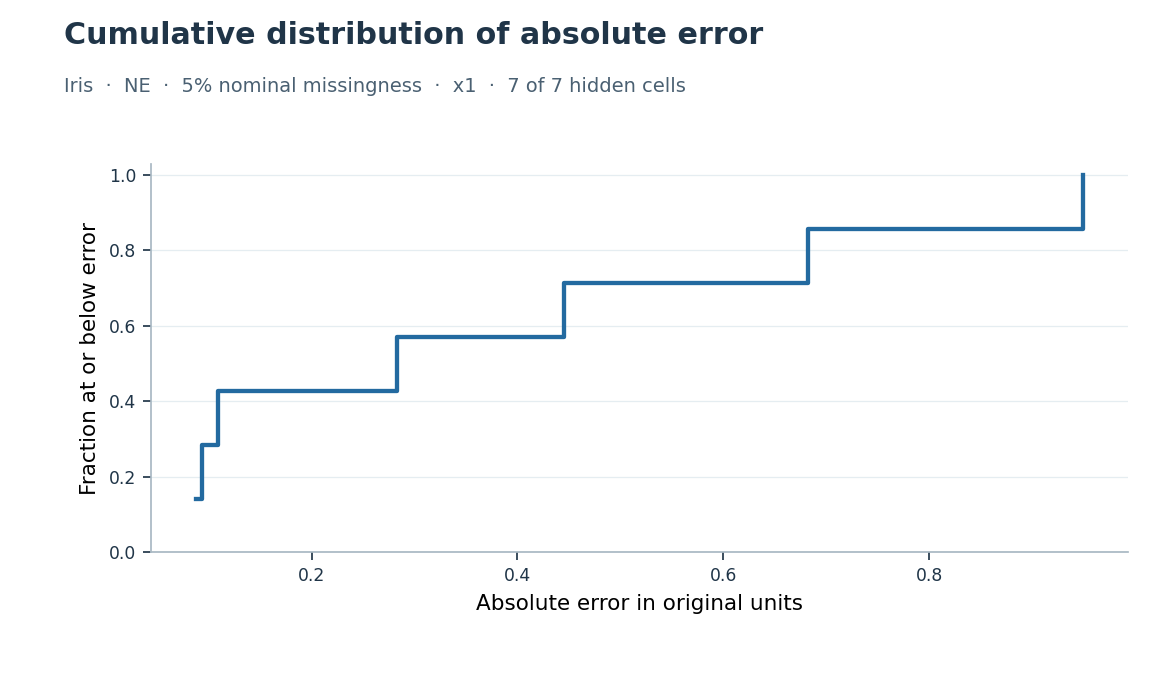 Cumulative distribution of absolute error
Iris · NE · 5% nominal missingness · x1 · 7 of 7 hidden cells
Fraction at or below error
1.0
0.8
0.6
0.4
0.2
0.0
0.2 0.4 0.6 0.8
Absolute error in original units